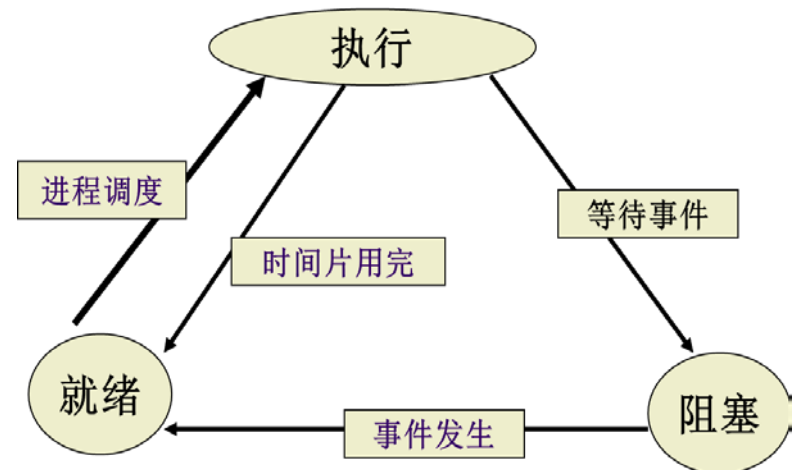 执行
进程调度
等待事件
时间片用完
就绪
阻塞
事件发生